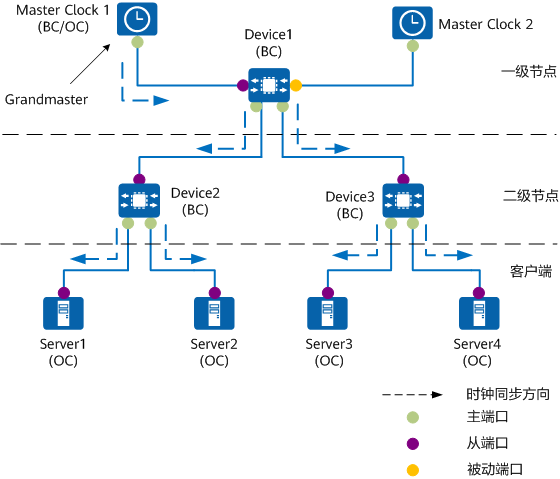 Master Clock 1
(BC/OC)
Master Clock 2
Device1
(BC)
Grandmaster
一级节点
Device2
(BC)
Device3
(BC)
二级节点
客户端
Server1
(OC)
Server2
(OC)
Server3
(OC)
Server4
(OC)
时钟同步方向
主端口
从端口
被动端口